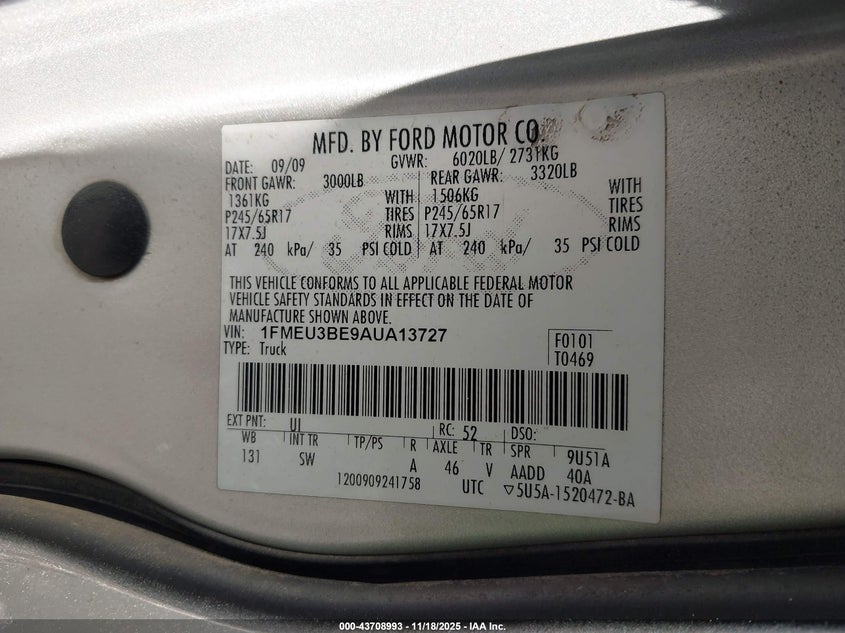 MFD. BY FORD MOTOR CO.
DATE: 09/09 GVWR: 6020LB/ 2731KG
FRONT GAWR: 3000LB REAR GAWR: 3320LB
1361KG WITH 1506KG WITH
P245/65R17 TIRES P245/65R17 TIRES
17X7.5J RIMS 17X7.5J RIMS
AT 240 kPa/ 35 PSI COLD AT 240 kPa/ 35 PSI COLD
THIS VEHICLE CONFORMS TO ALL APPLICABLE FEDERAL MOTOR
VEHICLE SAFETY STANDARDS IN EFFECT ON THE DATE OF
MANUFACTURE SHOWN ABOVE.
VIN: 1FMEU3BE9AUA13727 F0101
TYPE: Truck T0469
EXT PNT: UI RC: 52 DSO:
WB INT TR TP/PS R AXLE TR SPR 9U51A
131 SW A 46 V AADD 40A
1200909241758 UTC ▽5U5A-1520472-BA
000-43708993 — 11/18/2025 — IAA Inc.